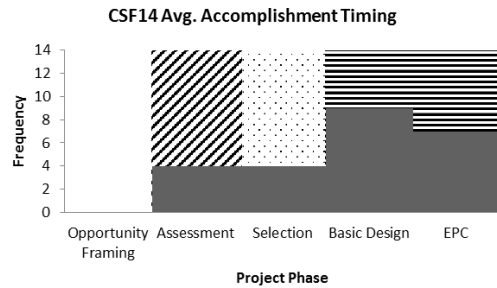 CSF14 Avg. Accomplishment Timing
14
12
10
8
6
4
2
0
Frequency
Opportunity
Framing
Assessment
Selection
Basic Design
EPC
Project Phase